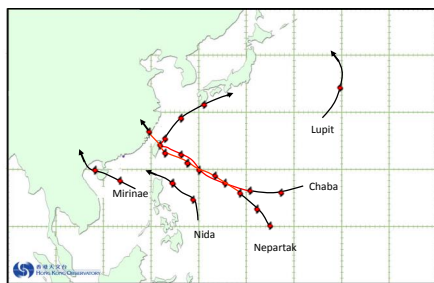 Lupit
Chaba
Mirinae
Nida
Nepartak
香港天文台
HONG KONG OBSERVATORY